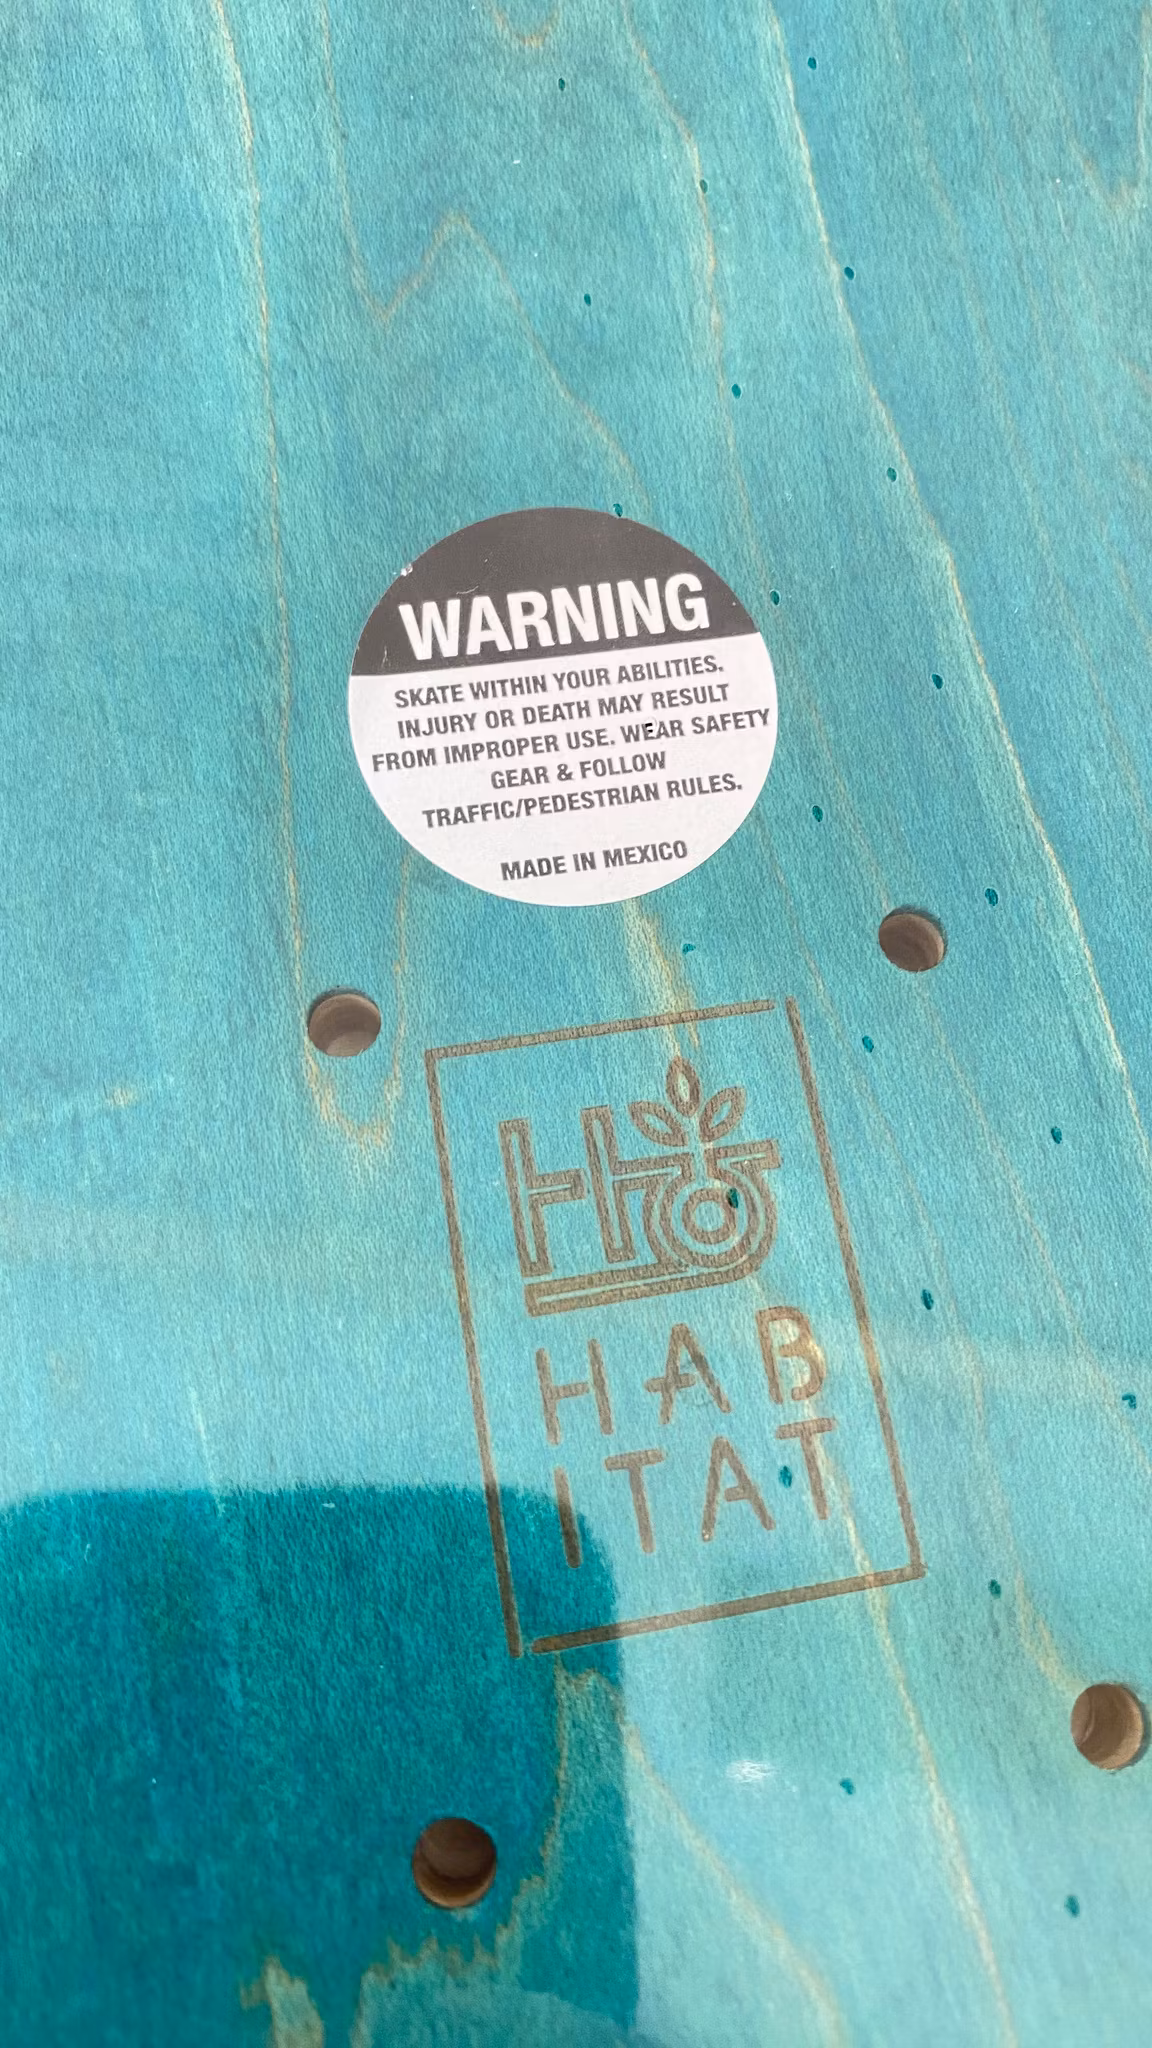 WARNING
SKATE WITHIN YOUR ABILITIES.
INJURY OR DEATH MAY RESULT
FROM IMPROPER USE. WEAR SAFETY
GEAR & FOLLOW
TRAFFIC/PEDESTRIAN RULES.
MADE IN MEXICO
HAB
ITAT